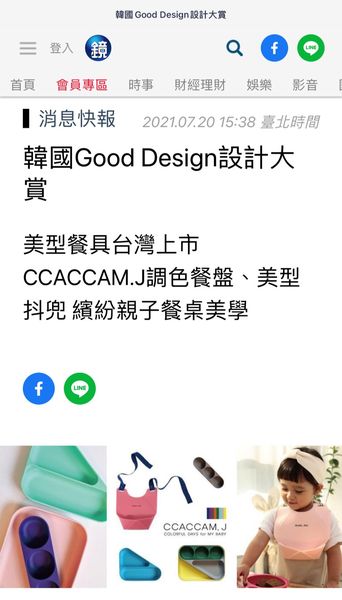 韓國Good Design設計大賞
登入
鏡
首頁 會員專區 時事 財經理財 娛樂 影音
消息快報
2021.07.20 15:38 臺北時間
韓國Good Design設計大
賞
美型餐具台灣上市
CCACCAM.J調色餐盤、美型
抖兜 繽紛親子餐桌美學
LINE
LINE
CCACCAM.J
COLORFUL DAYS for MY BABY